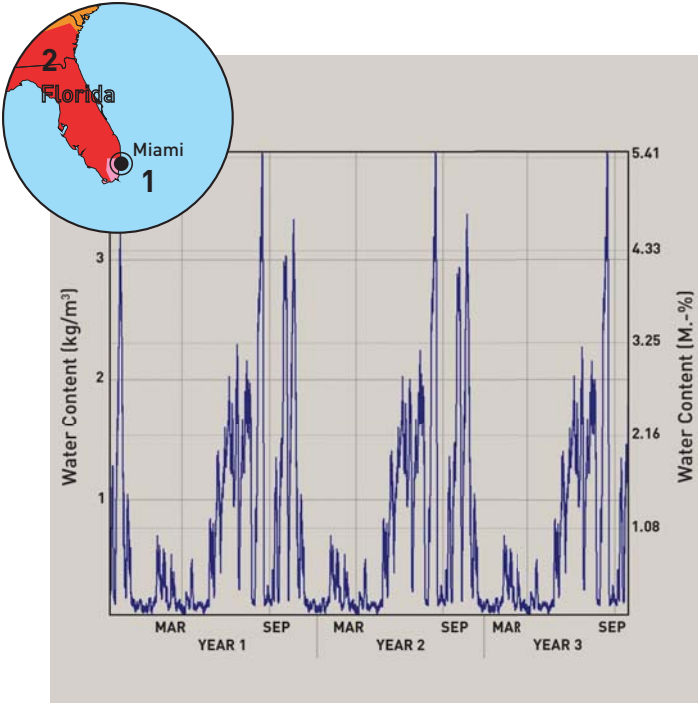 2
Florida
Miami
1
5.41
4.33
3.25
2.16
1.08
3
2
1
Water Content (kg/m³)
Water Content (M.-%)
MAR SEP MAR SEP MAR SEP
YEAR 1 YEAR 2 YEAR 3